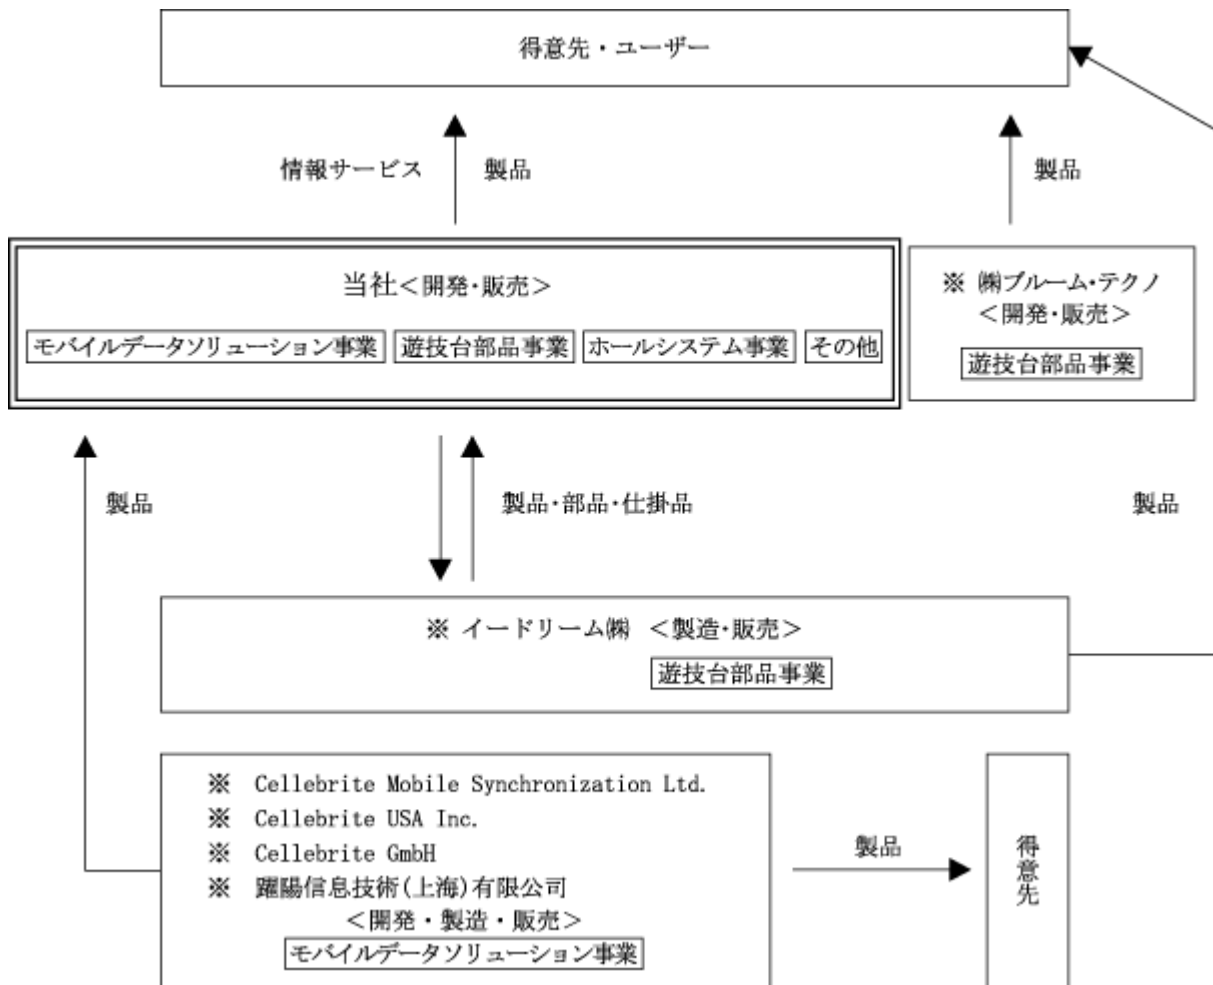 得意先・ユーザー
情報サービス
製品
製品
当社＜開発・販売＞
モバイルデータソリューション事業
遊技台部品事業
ホールシステム事業
その他
※ ㈱ブルーム・テクノ
＜開発・販売＞
遊技台部品事業
製品
製品・部品・仕掛品
製品
※ イードリーム㈱ ＜製造・販売＞
遊技台部品事業
※ Cellebrite Mobile Synchronization Ltd.
※ Cellebrite USA Inc.
※ Cellebrite GmbH
※ 躍陽信息技術(上海)有限公司
＜開発・製造・販売＞
モバイルデータソリューション事業
製品
得意先